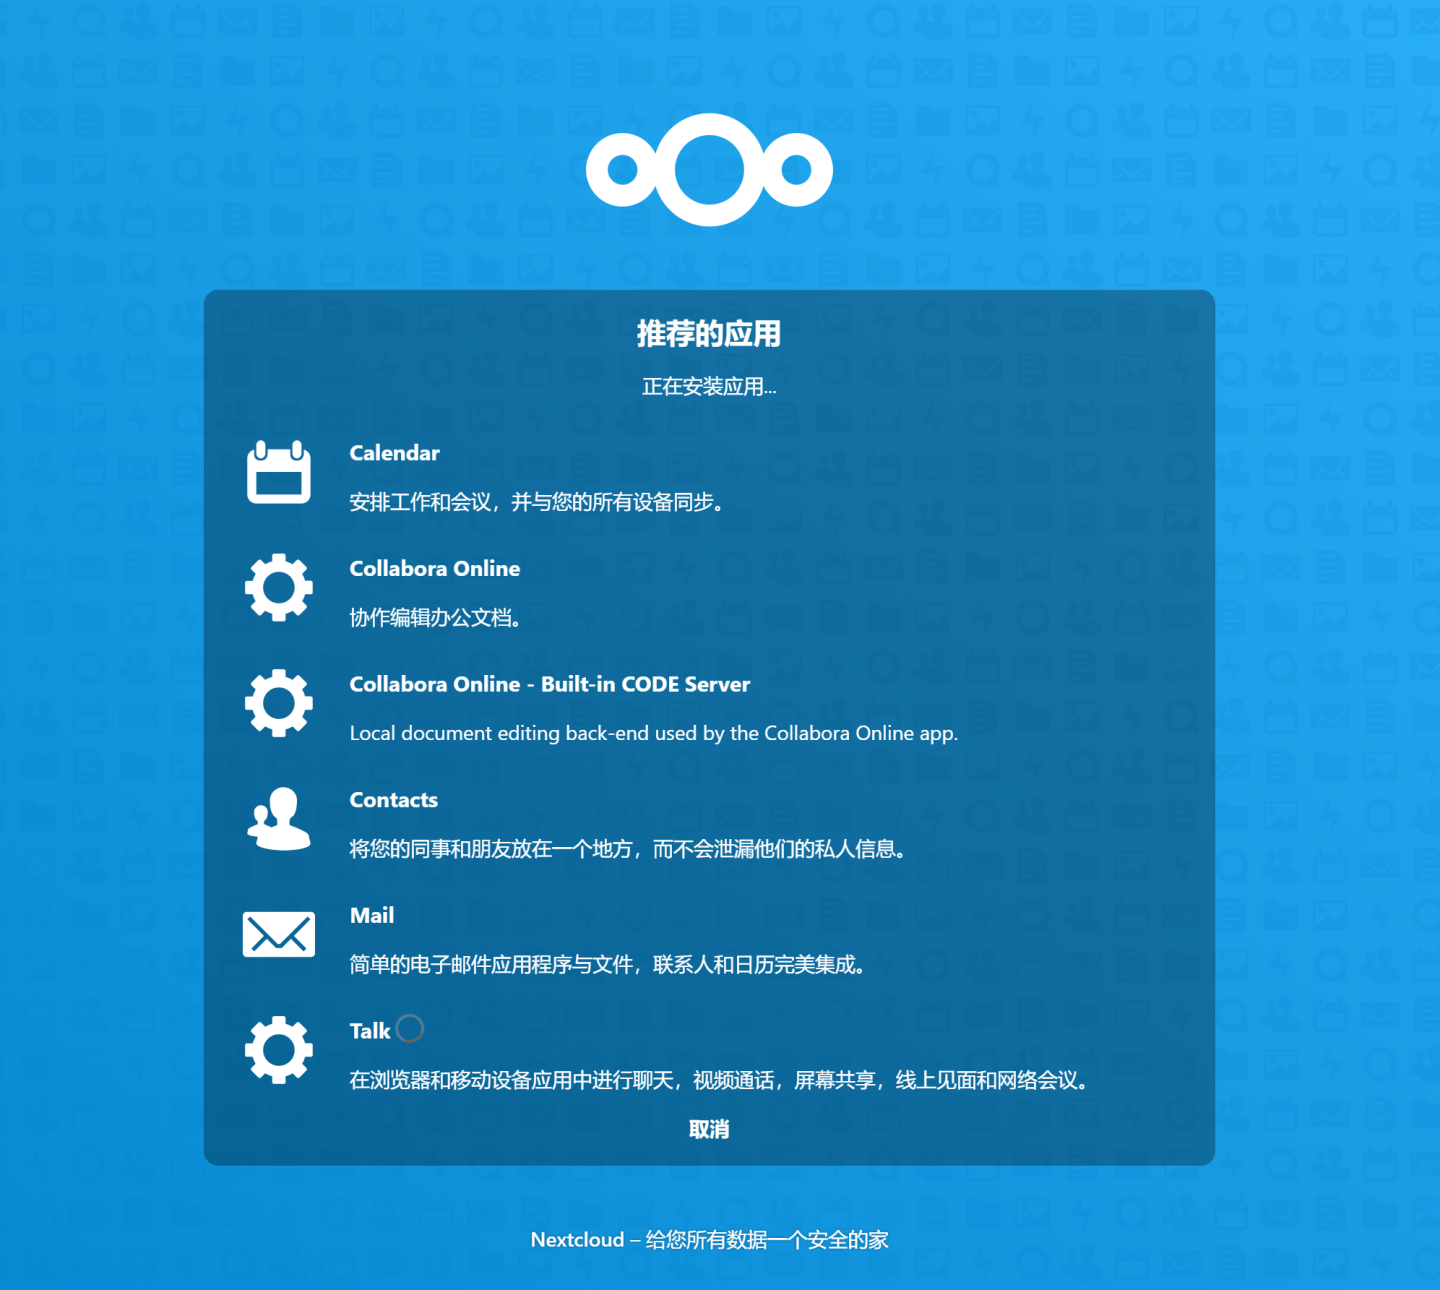 推荐的应用
正在安装应用...
Calendar
安排工作和会议，并与您的所有设备同步。
Collabora Online
协作编辑办公文档。
Collabora Online - Built-in CODE Server
Local document editing back-end used by the Collabora Online app.
Contacts
将您的同事和朋友放在一个地方，而不会泄漏他们的私人信息。
Mail
简单的电子邮件应用程序与文件，联系人和日历完美集成。
Talk
在浏览器和移动设备应用中进行聊天，视频通话，屏幕共享，线上见面和网络会议。
取消
Nextcloud – 给您所有数据一个安全的家